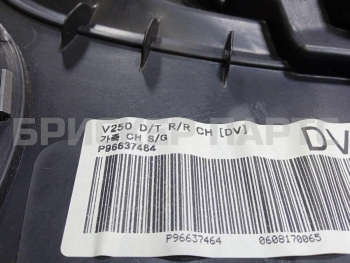 V250 D/T R/R CH [DV]
가죽 CH S/G
P96637464
DV
P96637464 0608170065